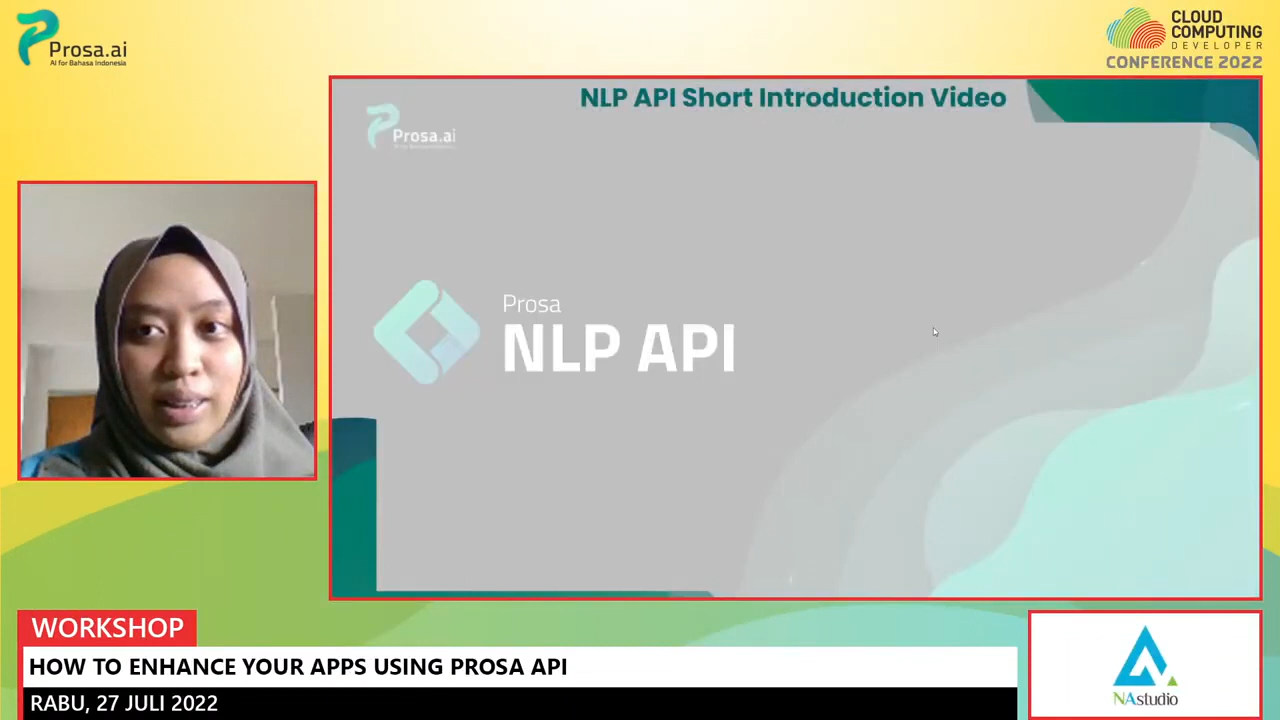 Prosa.ai
AI for Bahasa Indonesia
CLOUD
COMPUTING
DEVELOPER
CONFERENCE 2022
NLP API Short Introduction Video
Prosa.ai
Prosa
NLP API
WORKSHOP
HOW TO ENHANCE YOUR APPS USING PROSA API
RABU, 27 JULI 2022
NAstudio